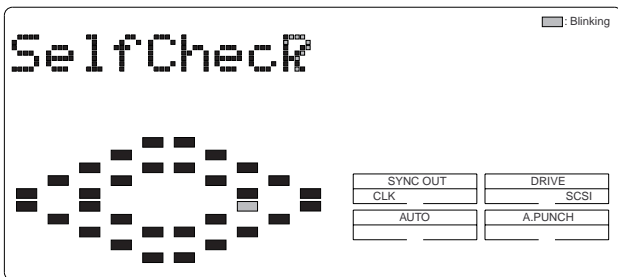 : Blinking
SelfCheck
SYNC OUT
DRIVE
CLK
SCSI
AUTO
A.PUNCH